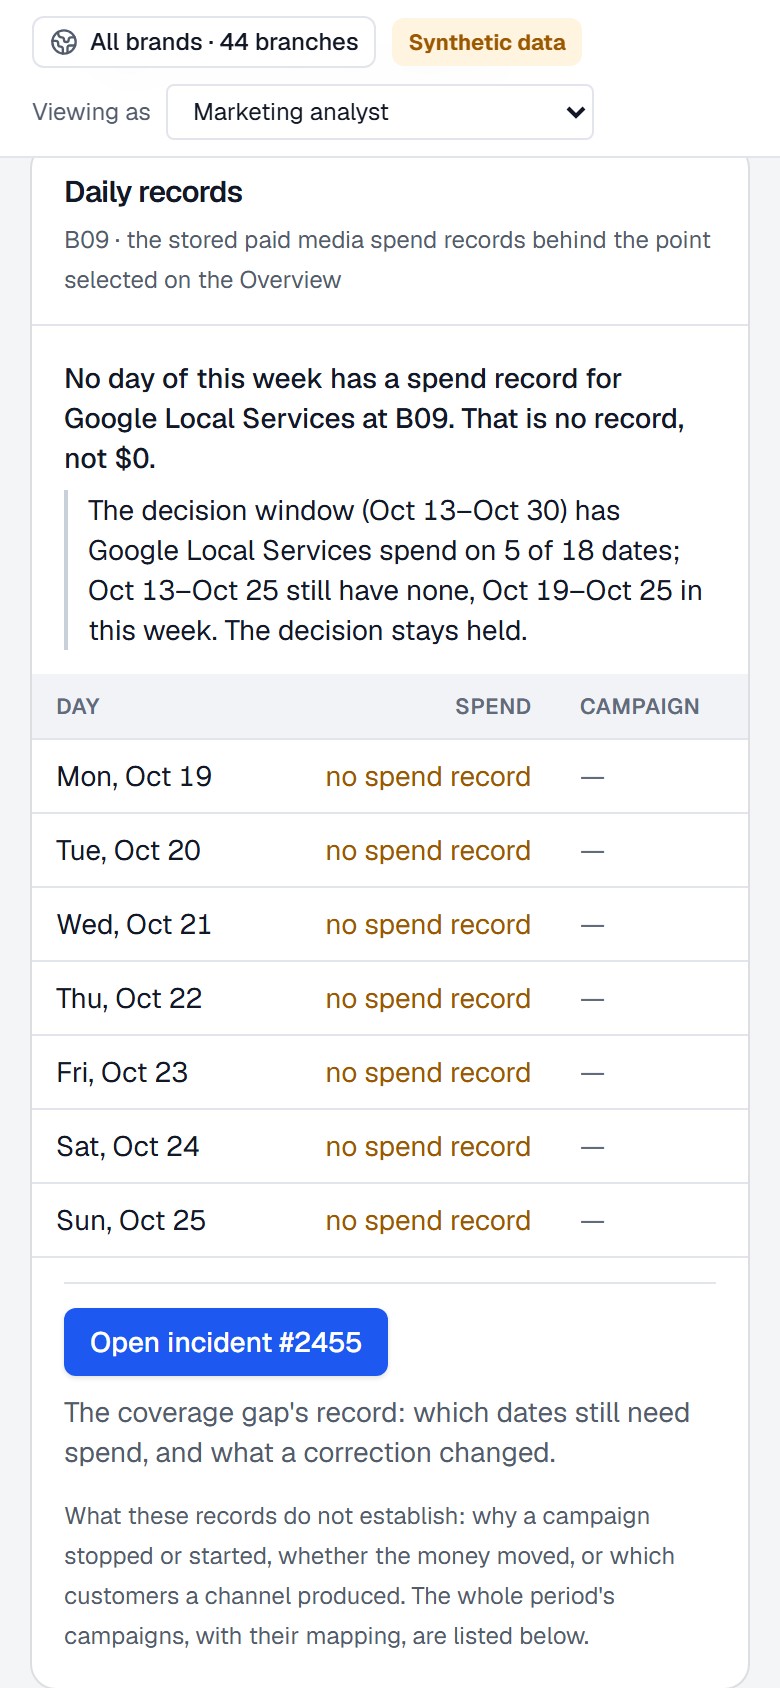 All brands · 44 branches
Synthetic data
Viewing as
Marketing analyst
Daily records
B09 · the stored paid media spend records behind the point
selected on the Overview
No day of this week has a spend record for
Google Local Services at B09. That is no record,
not $0.
The decision window (Oct 13–Oct 30) has
Google Local Services spend on 5 of 18 dates;
Oct 13–Oct 25 still have none, Oct 19–Oct 25 in
this week. The decision stays held.
DAY SPEND CAMPAIGN
Mon, Oct 19 no spend record —
Tue, Oct 20 no spend record —
Wed, Oct 21 no spend record —
Thu, Oct 22 no spend record —
Fri, Oct 23 no spend record —
Sat, Oct 24 no spend record —
Sun, Oct 25 no spend record —
Open incident #2455
The coverage gap's record: which dates still need
spend, and what a correction changed.
What these records do not establish: why a campaign
stopped or started, whether the money moved, or which
customers a channel produced. The whole period's
campaigns, with their mapping, are listed below.